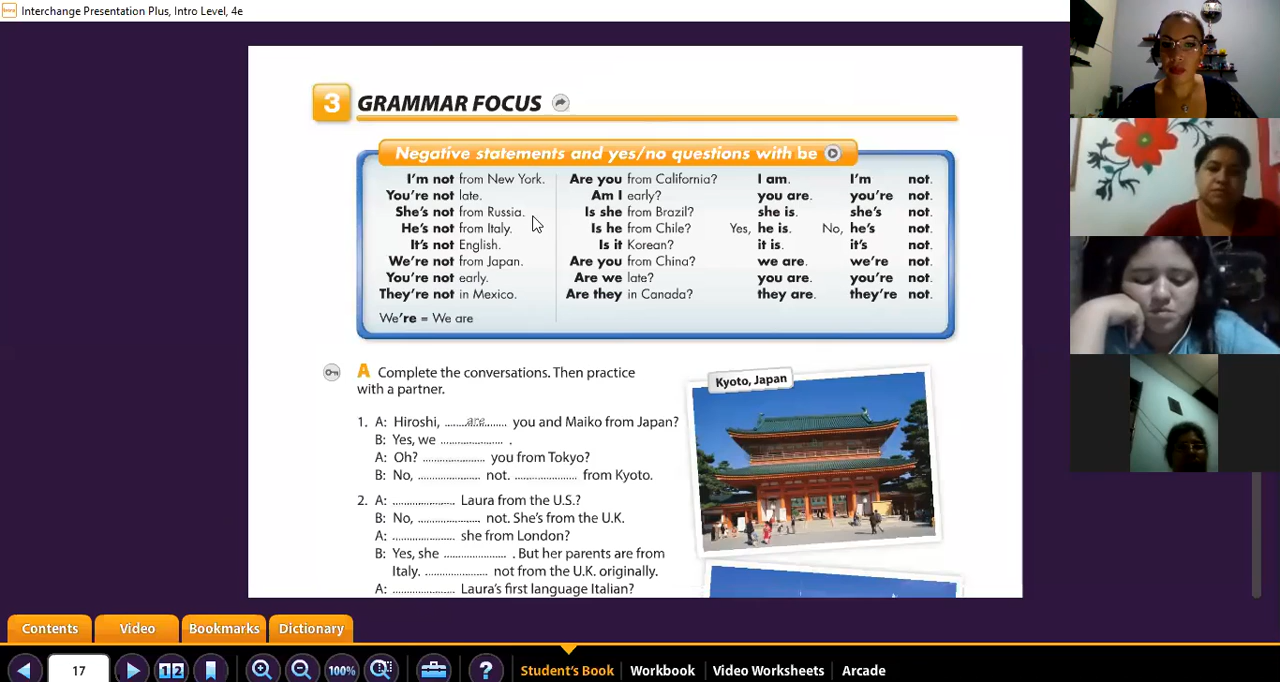 Interchange Presentation Plus, Intro Level, 4e
3 GRAMMAR FOCUS
Negative statements and yes/no questions with be
I'm not from New York. Are you from California? I am. I'm not.
You're not late. Am I early? you are. you're not.
She's not from Russia. Is she from Brazil? she is. she's not.
He's not from Italy. Is he from Chile? Yes, he is. No, he's not.
It's not English. Is it Korean? it is. it's not.
We're not from Japan. Are you from China? we are. we're not.
You're not early. Are we late? you are. you're not.
They're not in Mexico. Are they in Canada? they are. they're not.
We're = We are
A Complete the conversations. Then practice
with a partner.
Kyoto, Japan
1. A: Hiroshi, ........are........ you and Maiko from Japan?
B: Yes, we ...................... .
A: Oh? ...................... you from Tokyo?
B: No, ...................... not. ...................... from Kyoto.
2. A: ...................... Laura from the U.S.?
B: No, ...................... not. She's from the U.K.
A: ...................... she from London?
B: Yes, she ...................... . But her parents are from
Italy. ...................... not from the U.K. originally.
A: ...................... Laura's first language Italian?
Contents Video Bookmarks Dictionary
17 12 100% ? Student's Book Workbook Video Worksheets Arcade